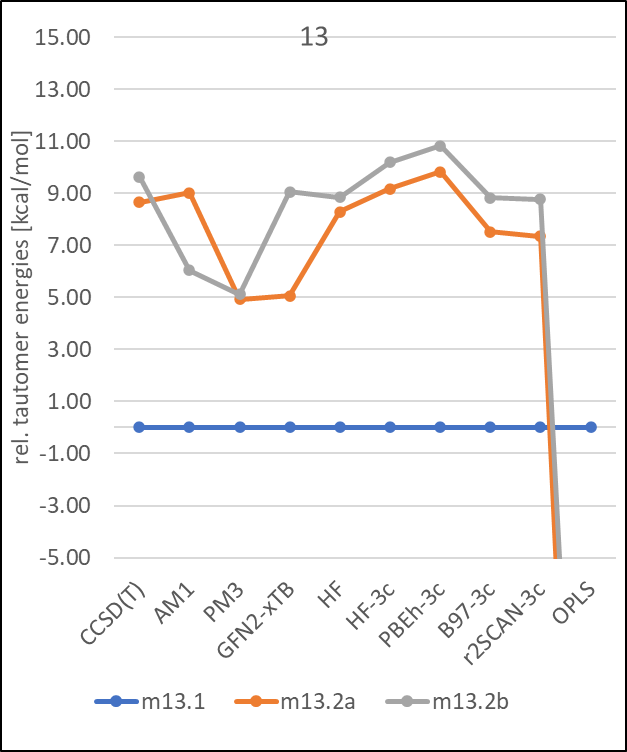 13
rel. tautomer energies [kcal/mol]
15.00
13.00
11.00
9.00
7.00
5.00
3.00
1.00
-1.00
-3.00
-5.00
CCSD(T)
AM1
PM3
GFN2-xTB
HF
HF-3c
PBEh-3c
B97-3c
r2SCAN-3c
OPLS
m13.1 m13.2a m13.2b